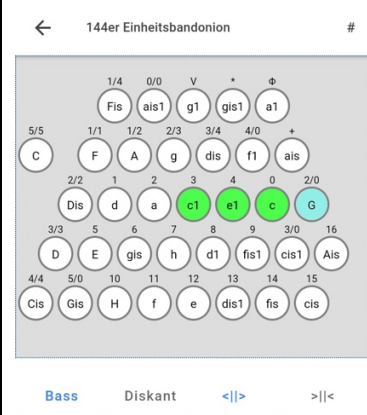 144er Einheitsbandonion #
1/4 0/0 V * Φ
Fis ais1 g1 gis1 a1
5/5 1/1 1/2 2/3 3/4 4/0 +
C F A g dis f1 ais
2/2 1 2 3 4 0 2/0
Dis d a c1 e1 c G
3/3 5 6 7 8 9 3/0 16
D E gis h d1 fis1 cis1 Ais
4/4 5/0 10 11 12 13 14 15
Cis Gis H f e dis1 fis cis
Bass Diskant <||> >||<